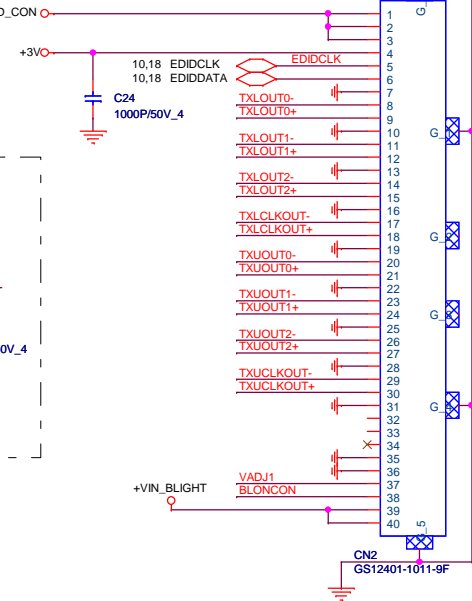 D_CON
+3V
10,18 EDIDCLK
10,18 EDIDDATA
EDIDCLK
C24
1000P/50V_4
TXLOUT0-
TXLOUT0+
TXLOUT1-
TXLOUT1+
TXLOUT2-
TXLOUT2+
TXLCLKOUT-
TXLCLKOUT+
TXUOUT0-
TXUOUT0+
TXUOUT1-
TXUOUT1+
TXUOUT2-
TXUOUT2+
TXUCLKOUT-
TXUCLKOUT+
0V_4
+VIN_BLIGHT
VADJ1
BLONCON
1
2
3
4
5
6
7
8
9
10
11
12
13
14
15
16
17
18
19
20
21
22
23
24
25
26
27
28
29
30
31
32
33
34
35
36
37
38
39
40
G_
G_
G_
G_
G_
G_5
CN2
GS12401-1011-9F